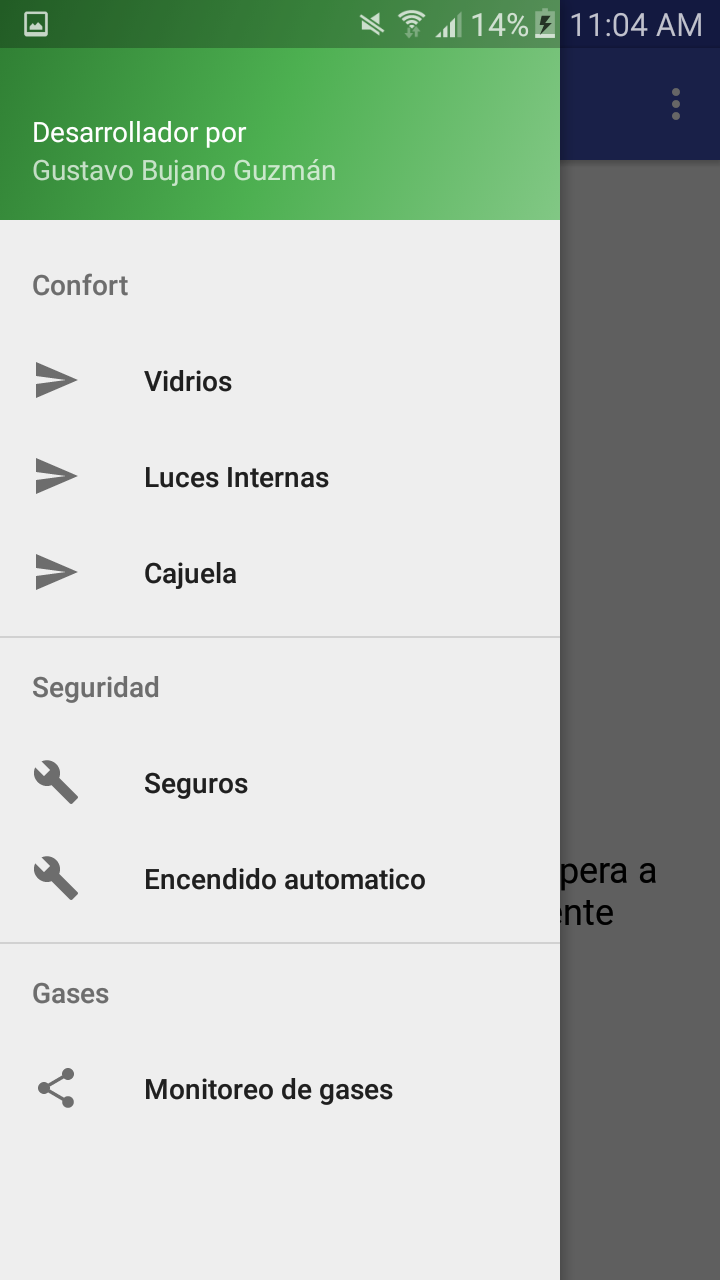 14% 11:04 AM
Desarrollador por
Gustavo Bujano Guzmán
Confort
Vidrios
Luces Internas
Cajuela
Seguridad
Seguros
Encendido automatico
pera a
ente
Gases
Monitoreo de gases